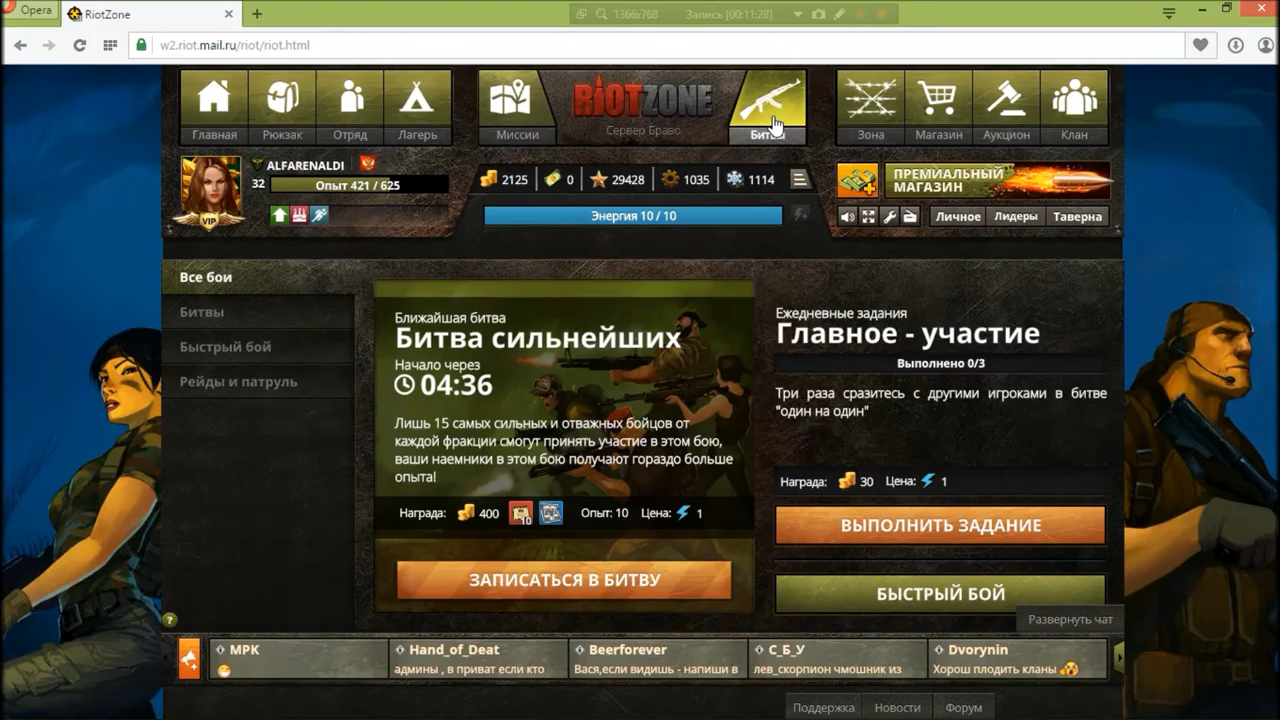 Opera
RiotZone
1366x768
Запись [00:11:28]
w2.riot.mail.ru/riot/riot.html
Главная
Рюкзак
Отряд
Лагерь
Миссии
RIOTZONE
Сервер Браво
Зона
Магазин
Аукцион
Клан
ALFARENALDI
32
Опыт 421 / 625
VIP
2125
0
29428
1035
1114
Энергия 10 / 10
ПРЕМИАЛЬНЫЙ
МАГАЗИН
Личное
Лидеры
Таверна
Все бои
Битвы
Быстрый бой
Рейды и патруль
Ближайшая битва
Битва сильнейших
Начало через
04:36
Лишь 15 самых сильных и отважных бойцов от
каждой фракции смогут принять участие в этом бою,
ваши наемники в этом бою получают гораздо больше
опыта!
Награда: 400 10 Опыт: 10 Цена: 1
ЗАПИСАТЬСЯ В БИТВУ
Ежедневные задания
Главное - участие
Выполнено 0/3
Три раза сразитесь с другими игроками в битве
"один на один"
Награда: 30 Цена: 1
ВЫПОЛНИТЬ ЗАДАНИЕ
БЫСТРЫЙ БОЙ
Развернуть чат
?
МРК
Hand_of_Deat
админы , в приват если кто
Beerforever
Вася,если видишь - напиши в
С_Б_У
лев_скорпион чмошник из
Dvorynin
Хорош плодить кланы
Поддержка
Новости
Форум